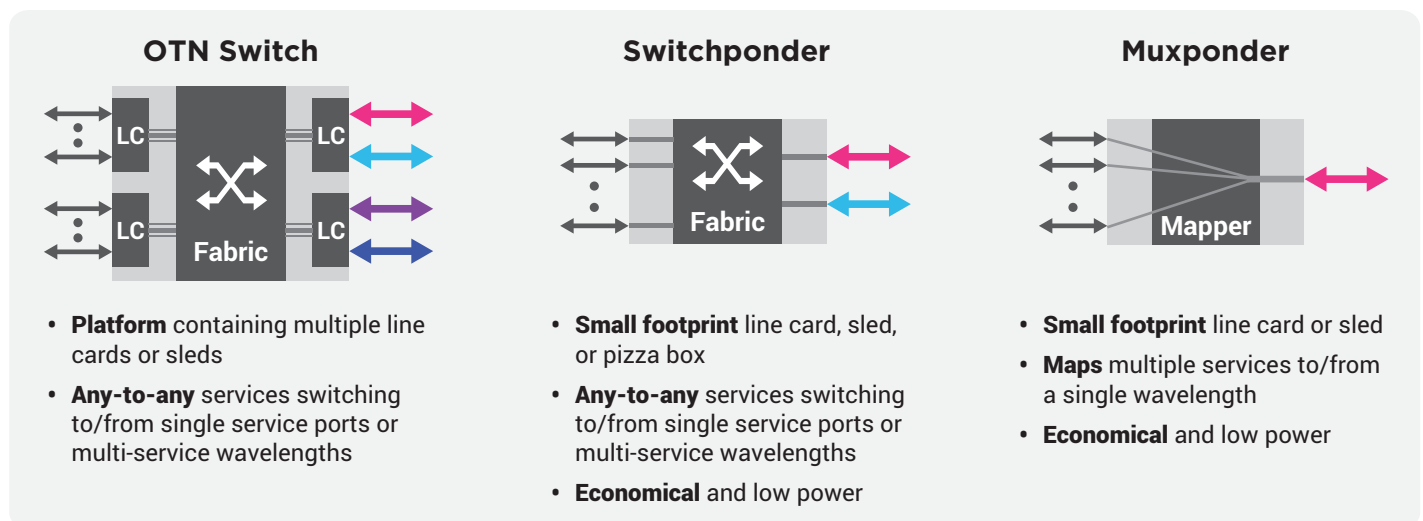 OTN Switch
LC
LC
LC
LC
Fabric
• Platform containing multiple line
cards or sleds
• Any-to-any services switching
to/from single service ports or
multi-service wavelengths
Switchponder
Fabric
• Small footprint line card, sled,
or pizza box
• Any-to-any services switching
to/from single service ports or
multi-service wavelengths
• Economical and low power
Muxponder
Mapper
• Small footprint line card or sled
• Maps multiple services to/from
a single wavelength
• Economical and low power